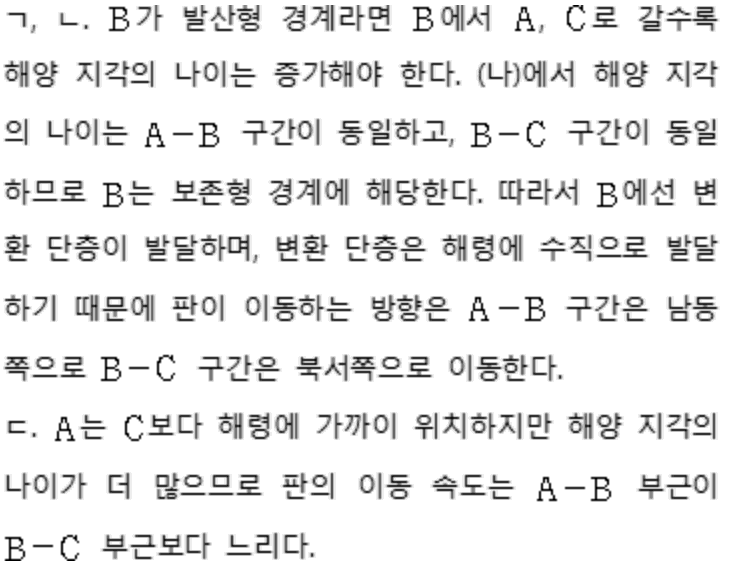 ㄱ, ㄴ. B가 발산형 경계라면 B에서 A, C로 갈수록
해양 지각의 나이는 증가해야 한다. (나)에서 해양 지각
의 나이는 A－B 구간이 동일하고, B－C 구간이 동일
하므로 B는 보존형 경계에 해당한다. 따라서 B에선 변
환 단층이 발달하며, 변환 단층은 해령에 수직으로 발달
하기 때문에 판이 이동하는 방향은 A－B 구간은 남동
쪽으로 B－C 구간은 북서쪽으로 이동한다.
ㄷ. A는 C보다 해령에 가까이 위치하지만 해양 지각의
나이가 더 많으므로 판의 이동 속도는 A－B 부근이
B－C 부근보다 느리다.